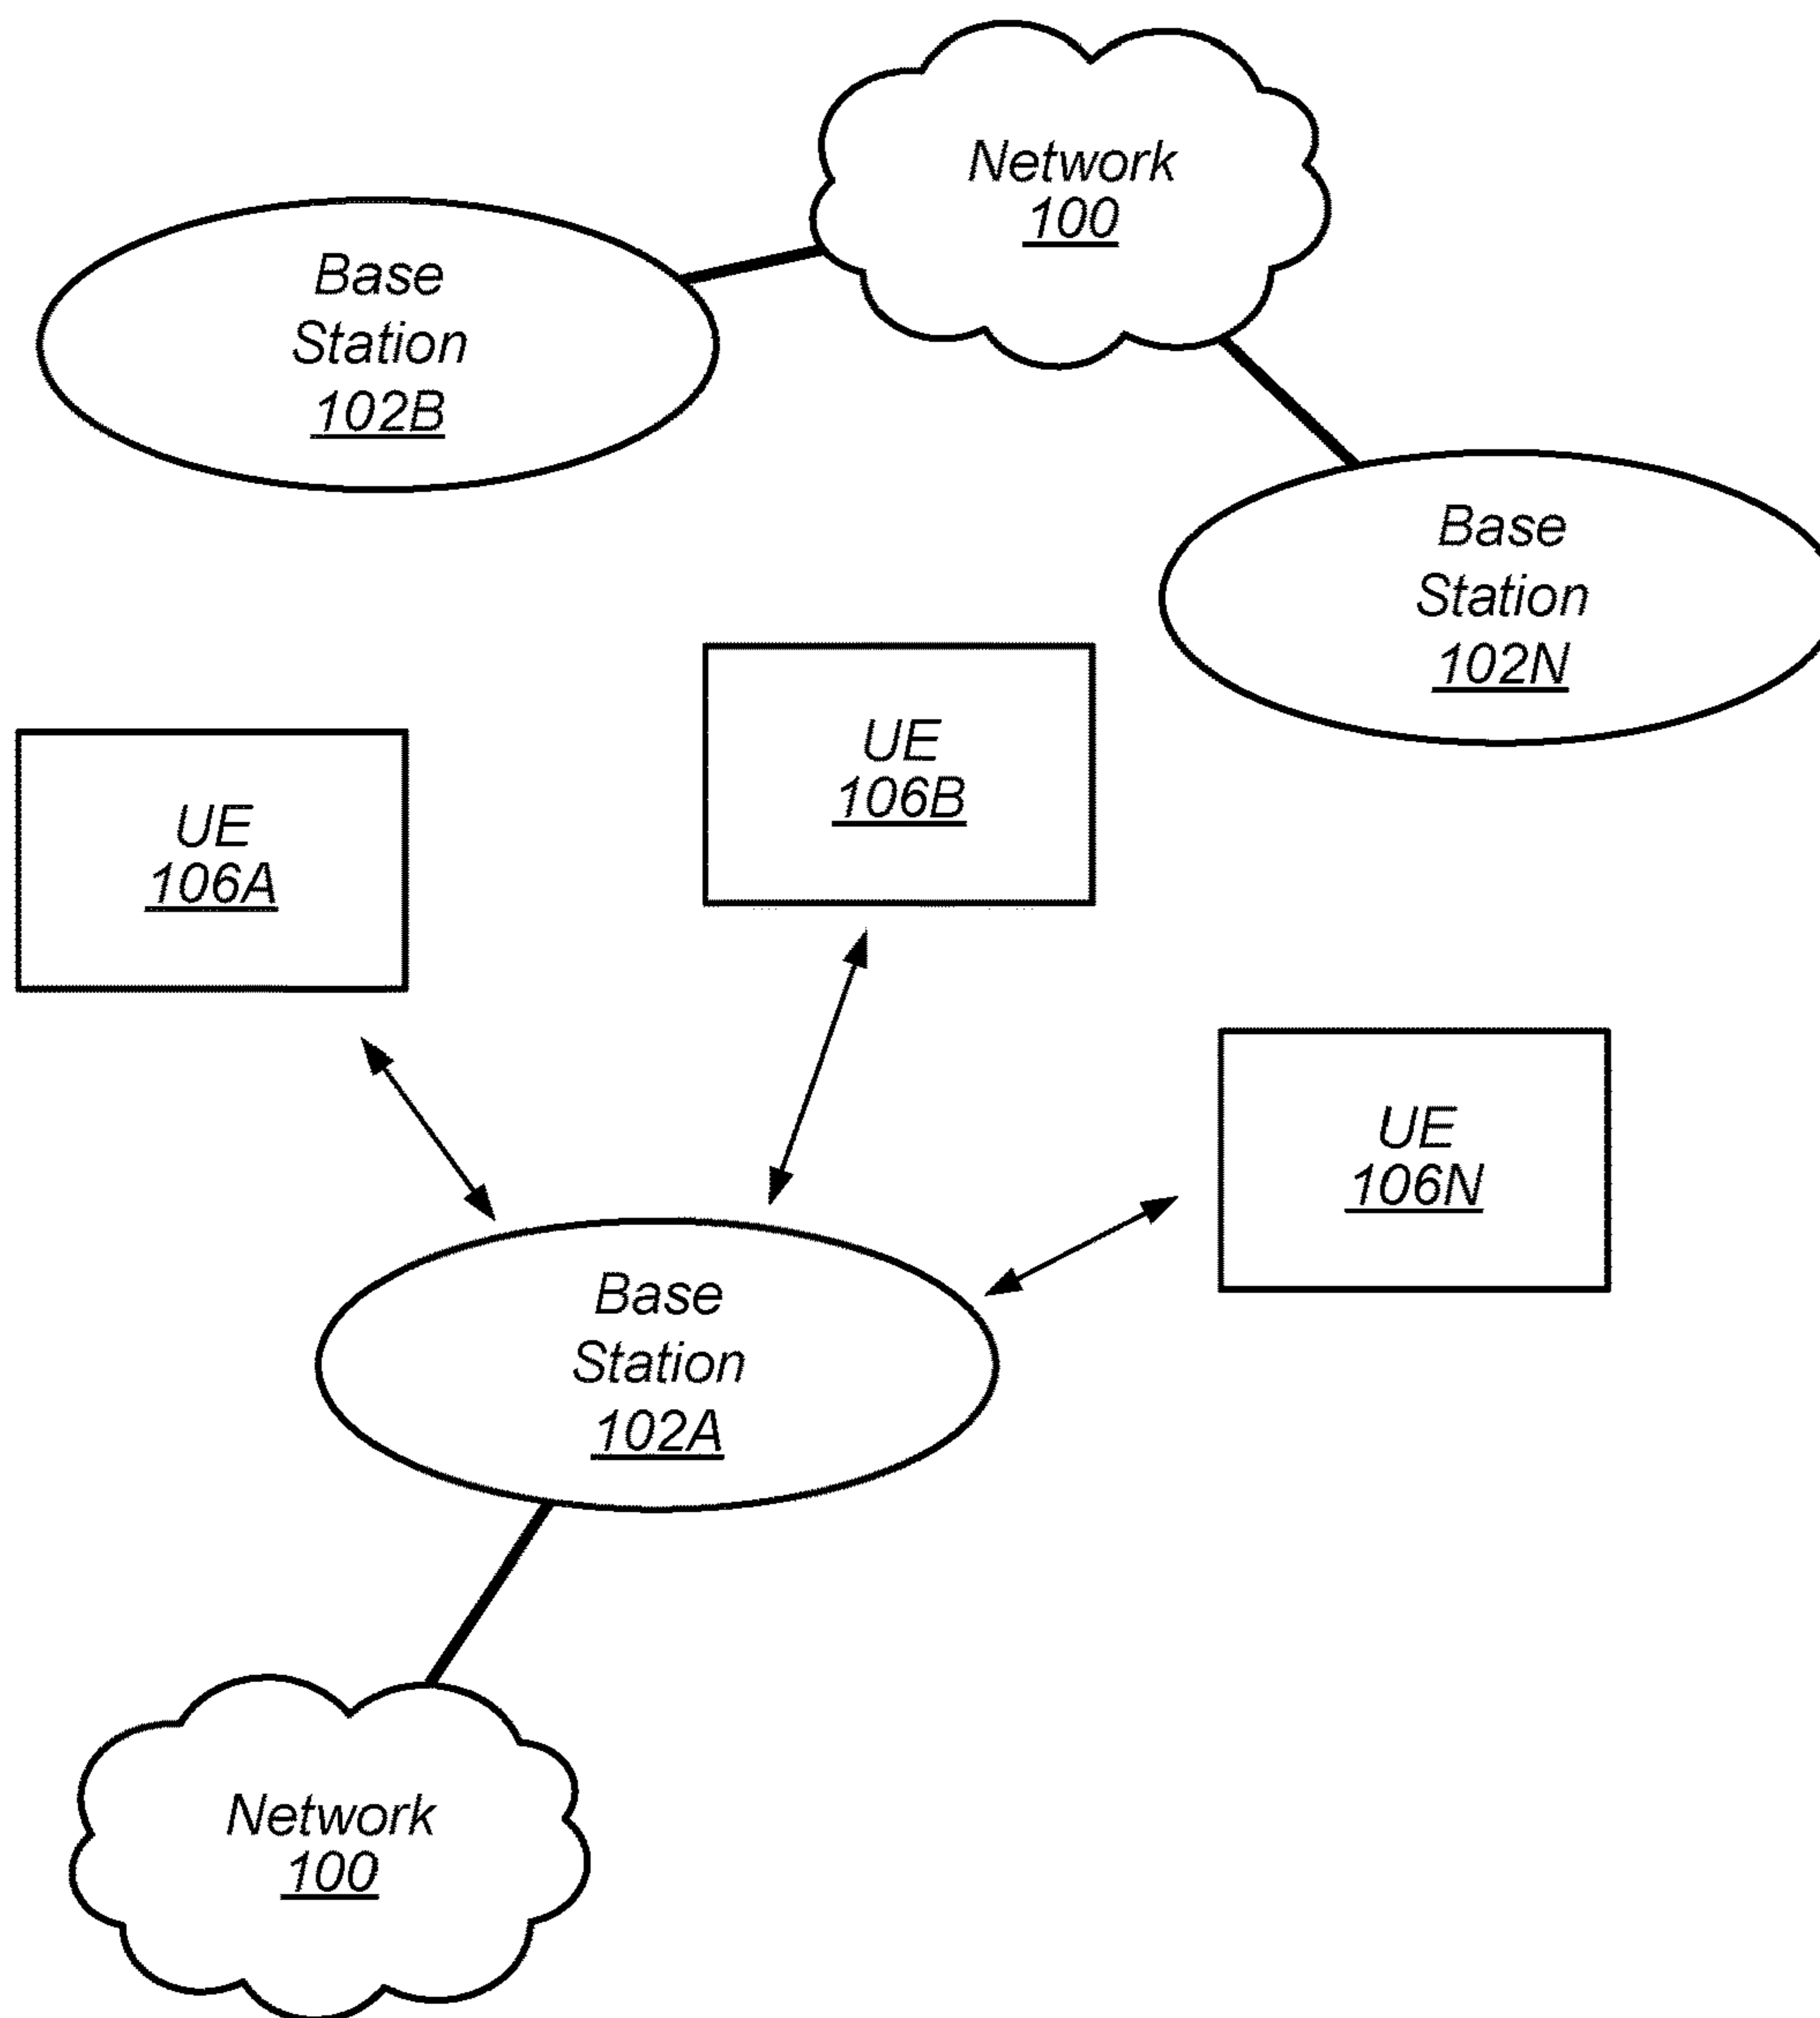 Network
100
Base
Station
102B
Base
Station
102N
UE
106B
UE
106A
UE
106N
Base
Station
102A
Network
100